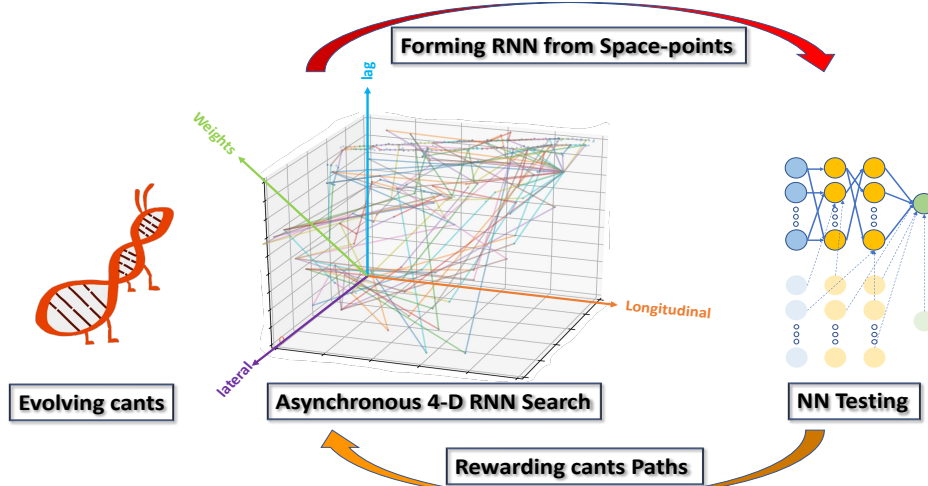 Forming RNN from Space-points
lag
Weights
Longitudinal
lateral
Evolving cants
Asynchronous 4-D RNN Search
NN Testing
Rewarding cants Paths